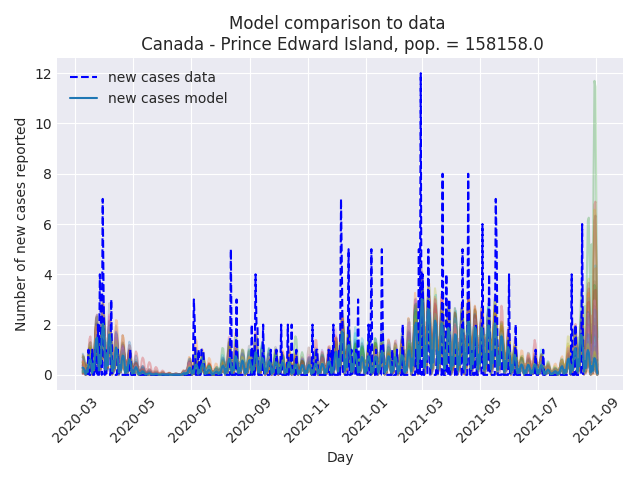 Model comparison to data
Canada - Prince Edward Island, pop. = 158158.0
new cases data
new cases model
Number of new cases reported
12
10
8
6
4
2
0
2020-03
2020-05
2020-07
2020-09
2020-11
2021-01
2021-03
2021-05
2021-07
2021-09
Day